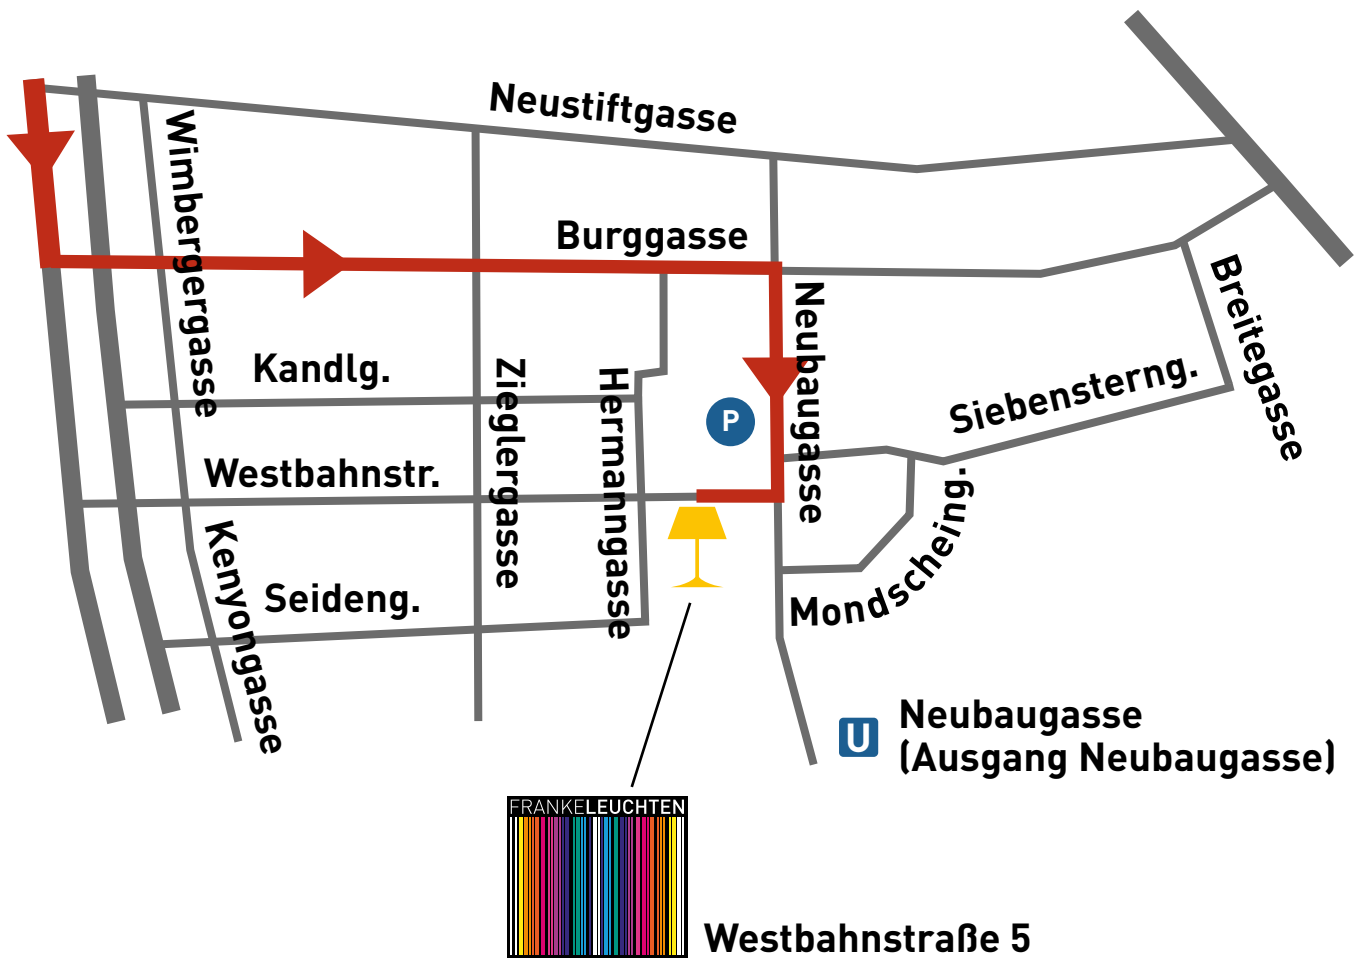 Neustiftgasse
Wimbergergasse
Burggasse
Neubaugasse
Breitegasse
Kandlg.
Zieglergasse
Hermanngasse
Siebensterng.
P
Westbahnstr.
Mondscheing.
Kenyongasse
Seideng.
U
Neubaugasse
(Ausgang Neubaugasse)
FRANKELEUCHTEN
Westbahnstraße 5